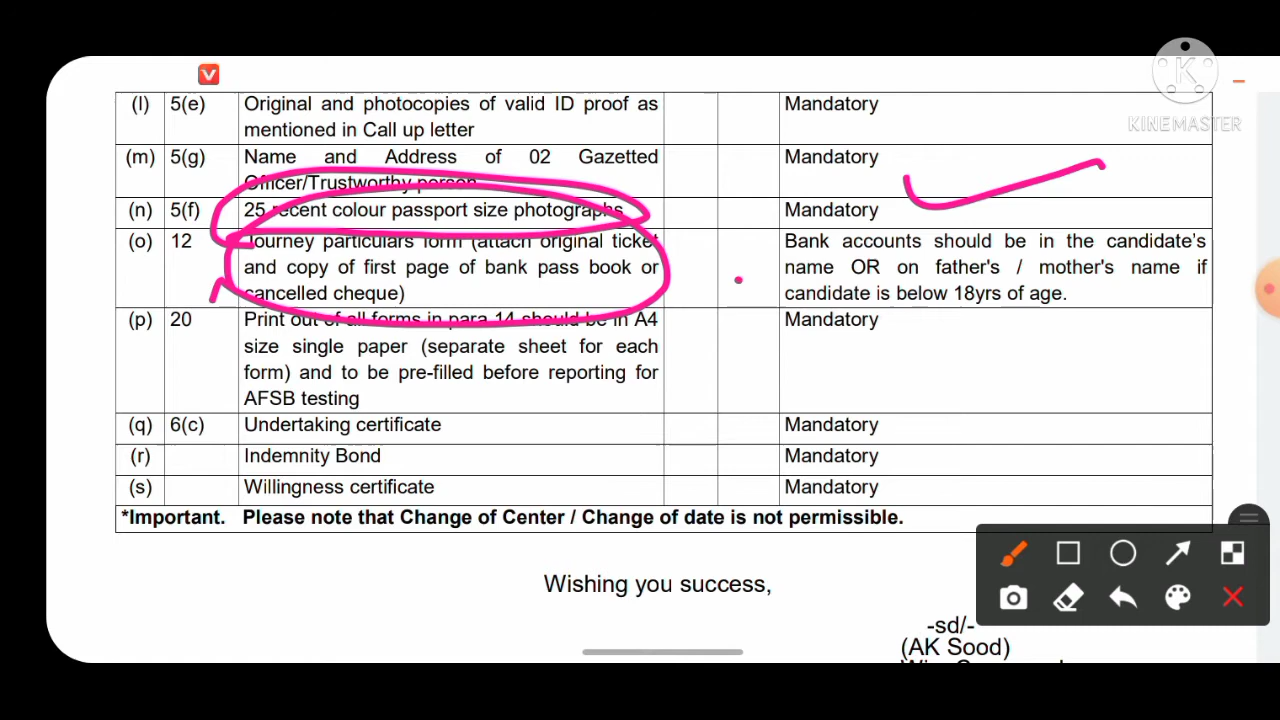 KINEMASTER
(l) 5(e) Original and photocopies of valid ID proof as Mandatory
mentioned in Call up letter
(m) 5(g) Name and Address of 02 Gazetted Mandatory
Officer/Trustworthy person
(n) 5(f) 25 recent colour passport size photographs Mandatory
(o) 12 Journey particulars form (attach original ticket Bank accounts should be in the candidate's
and copy of first page of bank pass book or name OR on father's / mother's name if
cancelled cheque) candidate is below 18yrs of age.
(p) 20 Print out of all forms in para 14 should be in A4 Mandatory
size single paper (separate sheet for each
form) and to be pre-filled before reporting for
AFSB testing
(q) 6(c) Undertaking certificate Mandatory
(r) Indemnity Bond Mandatory
(s) Willingness certificate Mandatory
*Important. Please note that Change of Center / Change of date is not permissible.
Wishing you success,
-sd/-
(AK Sood)